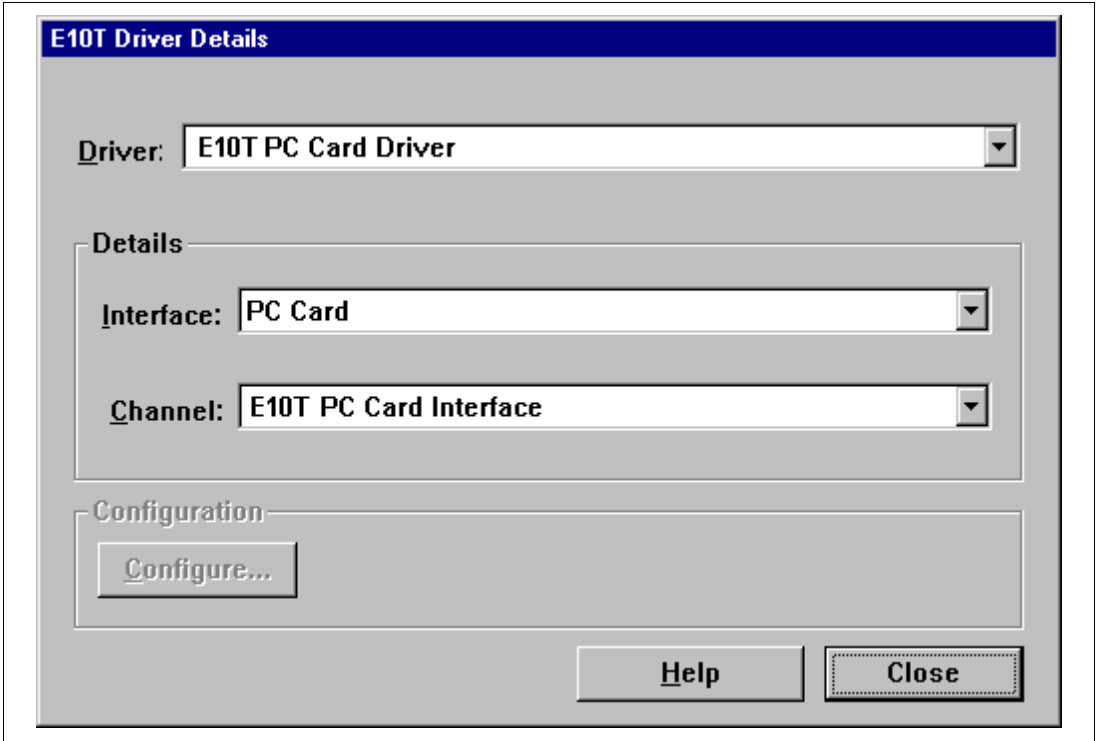 E10T Driver Details
Driver: E10T PC Card Driver
Details
Interface: PC Card
Channel: E10T PC Card Interface
Configuration
Configure...
Help Close